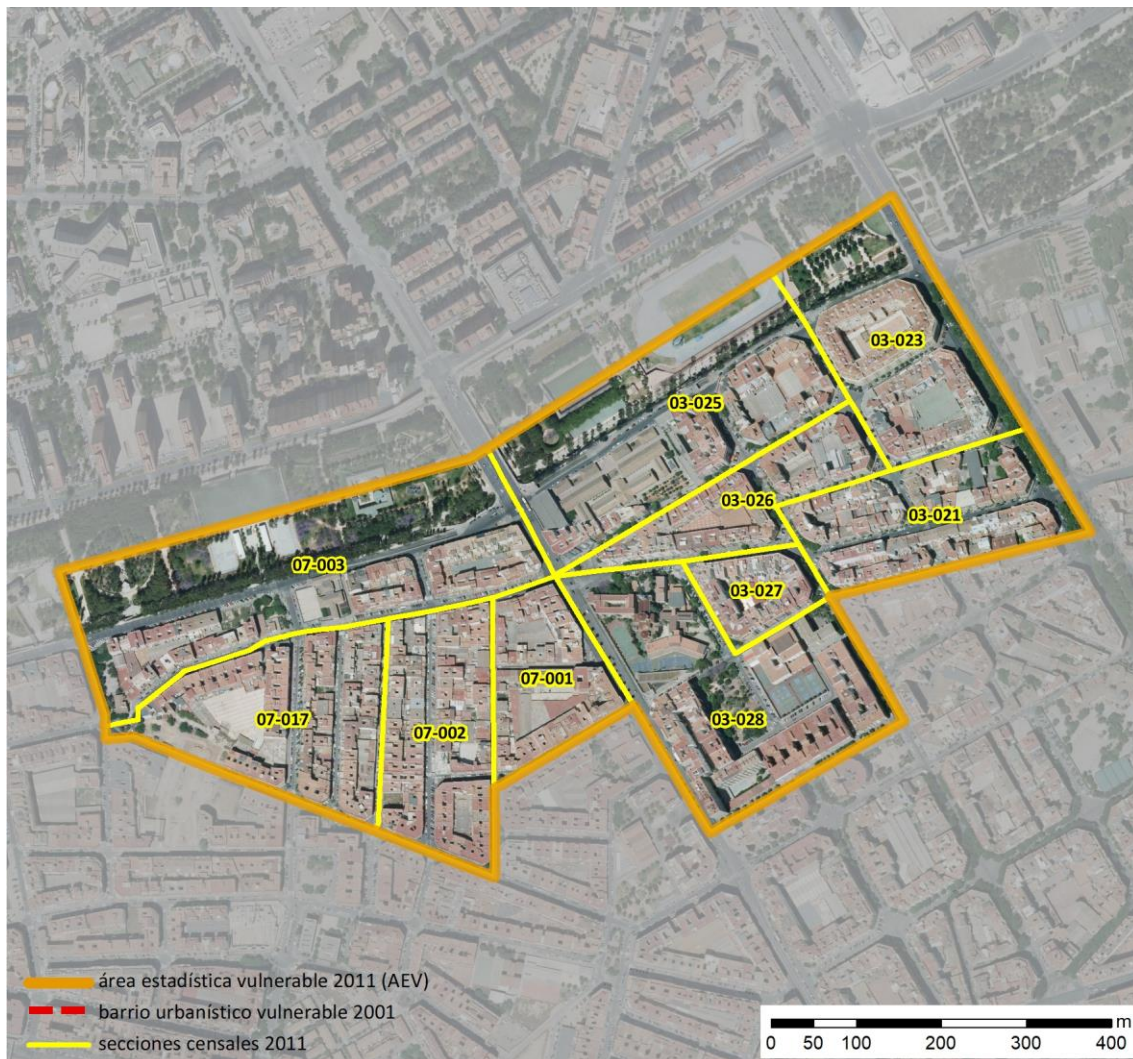 03-023
03-025
03-026
03-021
07-003
03-027
07-001
03-028
07-017
07-002
área estadística vulnerable 2011 (AEV)
barrio urbanístico vulnerable 2001
secciones censales 2011
m
0 50 100 200 300 400